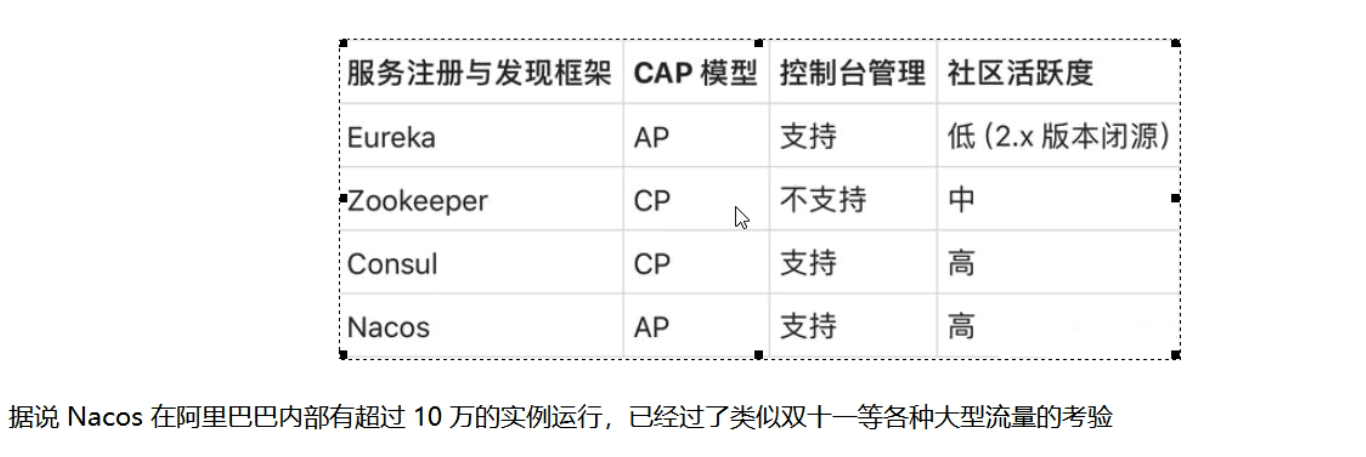 服务注册与发现框架 CAP 模型 控制台管理 社区活跃度
Eureka AP 支持 低 (2.x 版本闭源)
Zookeeper CP 不支持 中
Consul CP 支持 高
Nacos AP 支持 高
据说 Nacos 在阿里巴巴内部有超过 10 万的实例运行，已经过了类似双十一等各种大型流量的考验